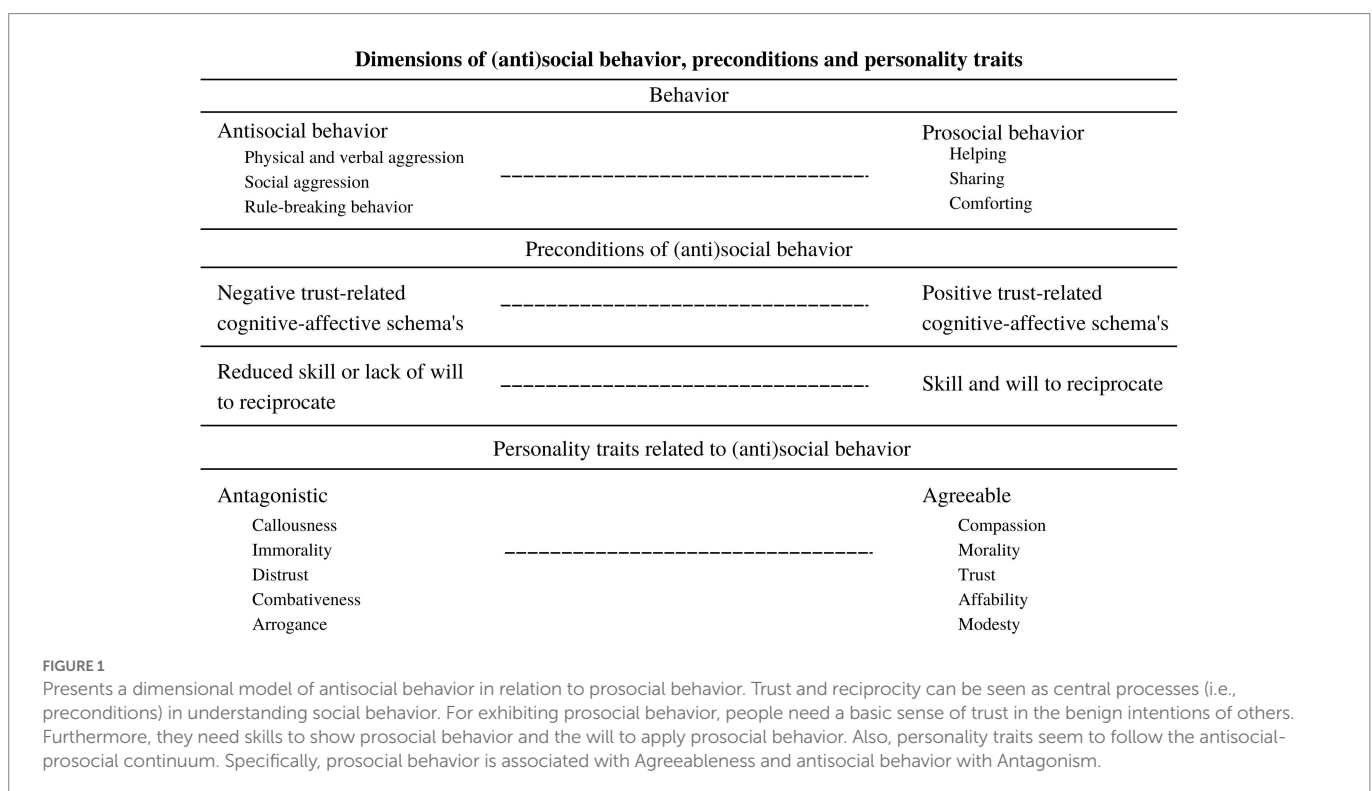 Dimensions of (anti)social behavior, preconditions and personality traits
Behavior
Antisocial behavior
Physical and verbal aggression
Social aggression
Rule-breaking behavior
Prosocial behavior
Helping
Sharing
Comforting
Preconditions of (anti)social behavior
Negative trust-related
cognitive-affective schema's
Positive trust-related
cognitive-affective schema's
Reduced skill or lack of will
to reciprocate
Skill and will to reciprocate
Personality traits related to (anti)social behavior
Antagonistic
Callousness
Immorality
Distrust
Combativeness
Arrogance
Agreeable
Compassion
Morality
Trust
Affability
Modesty
FIGURE 1
Presents a dimensional model of antisocial behavior in relation to prosocial behavior. Trust and reciprocity can be seen as central processes (i.e.,
preconditions) in understanding social behavior. For exhibiting prosocial behavior, people need a basic sense of trust in the benign intentions of others.
Furthermore, they need skills to show prosocial behavior and the will to apply prosocial behavior. Also, personality traits seem to follow the antisocial-
prosocial continuum. Specifically, prosocial behavior is associated with Agreeableness and antisocial behavior with Antagonism.